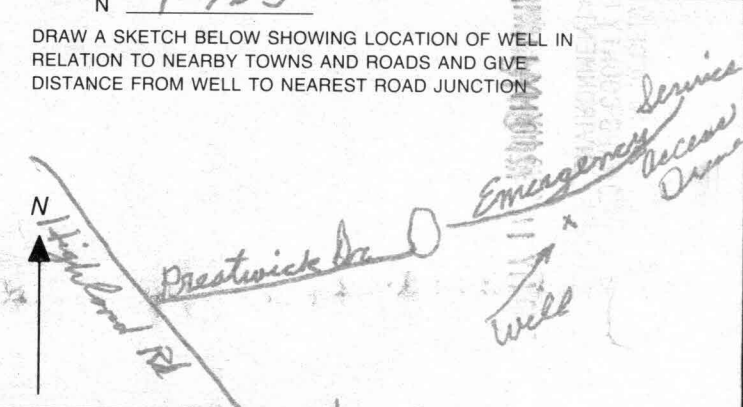 N
DRAW A SKETCH BELOW SHOWING LOCATION OF WELL IN
RELATION TO NEARBY TOWNS AND ROADS AND GIVE
DISTANCE FROM WELL TO NEAREST ROAD JUNCTION
N
Highland Rd
Prestwick Dr
Emergency Service
Access
Drive
x
Well